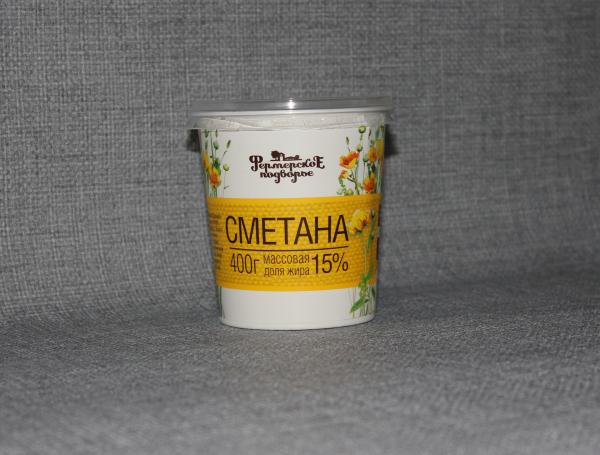 Фермерское
подворье
СМЕТАНА
400г массовая доля жира 15%